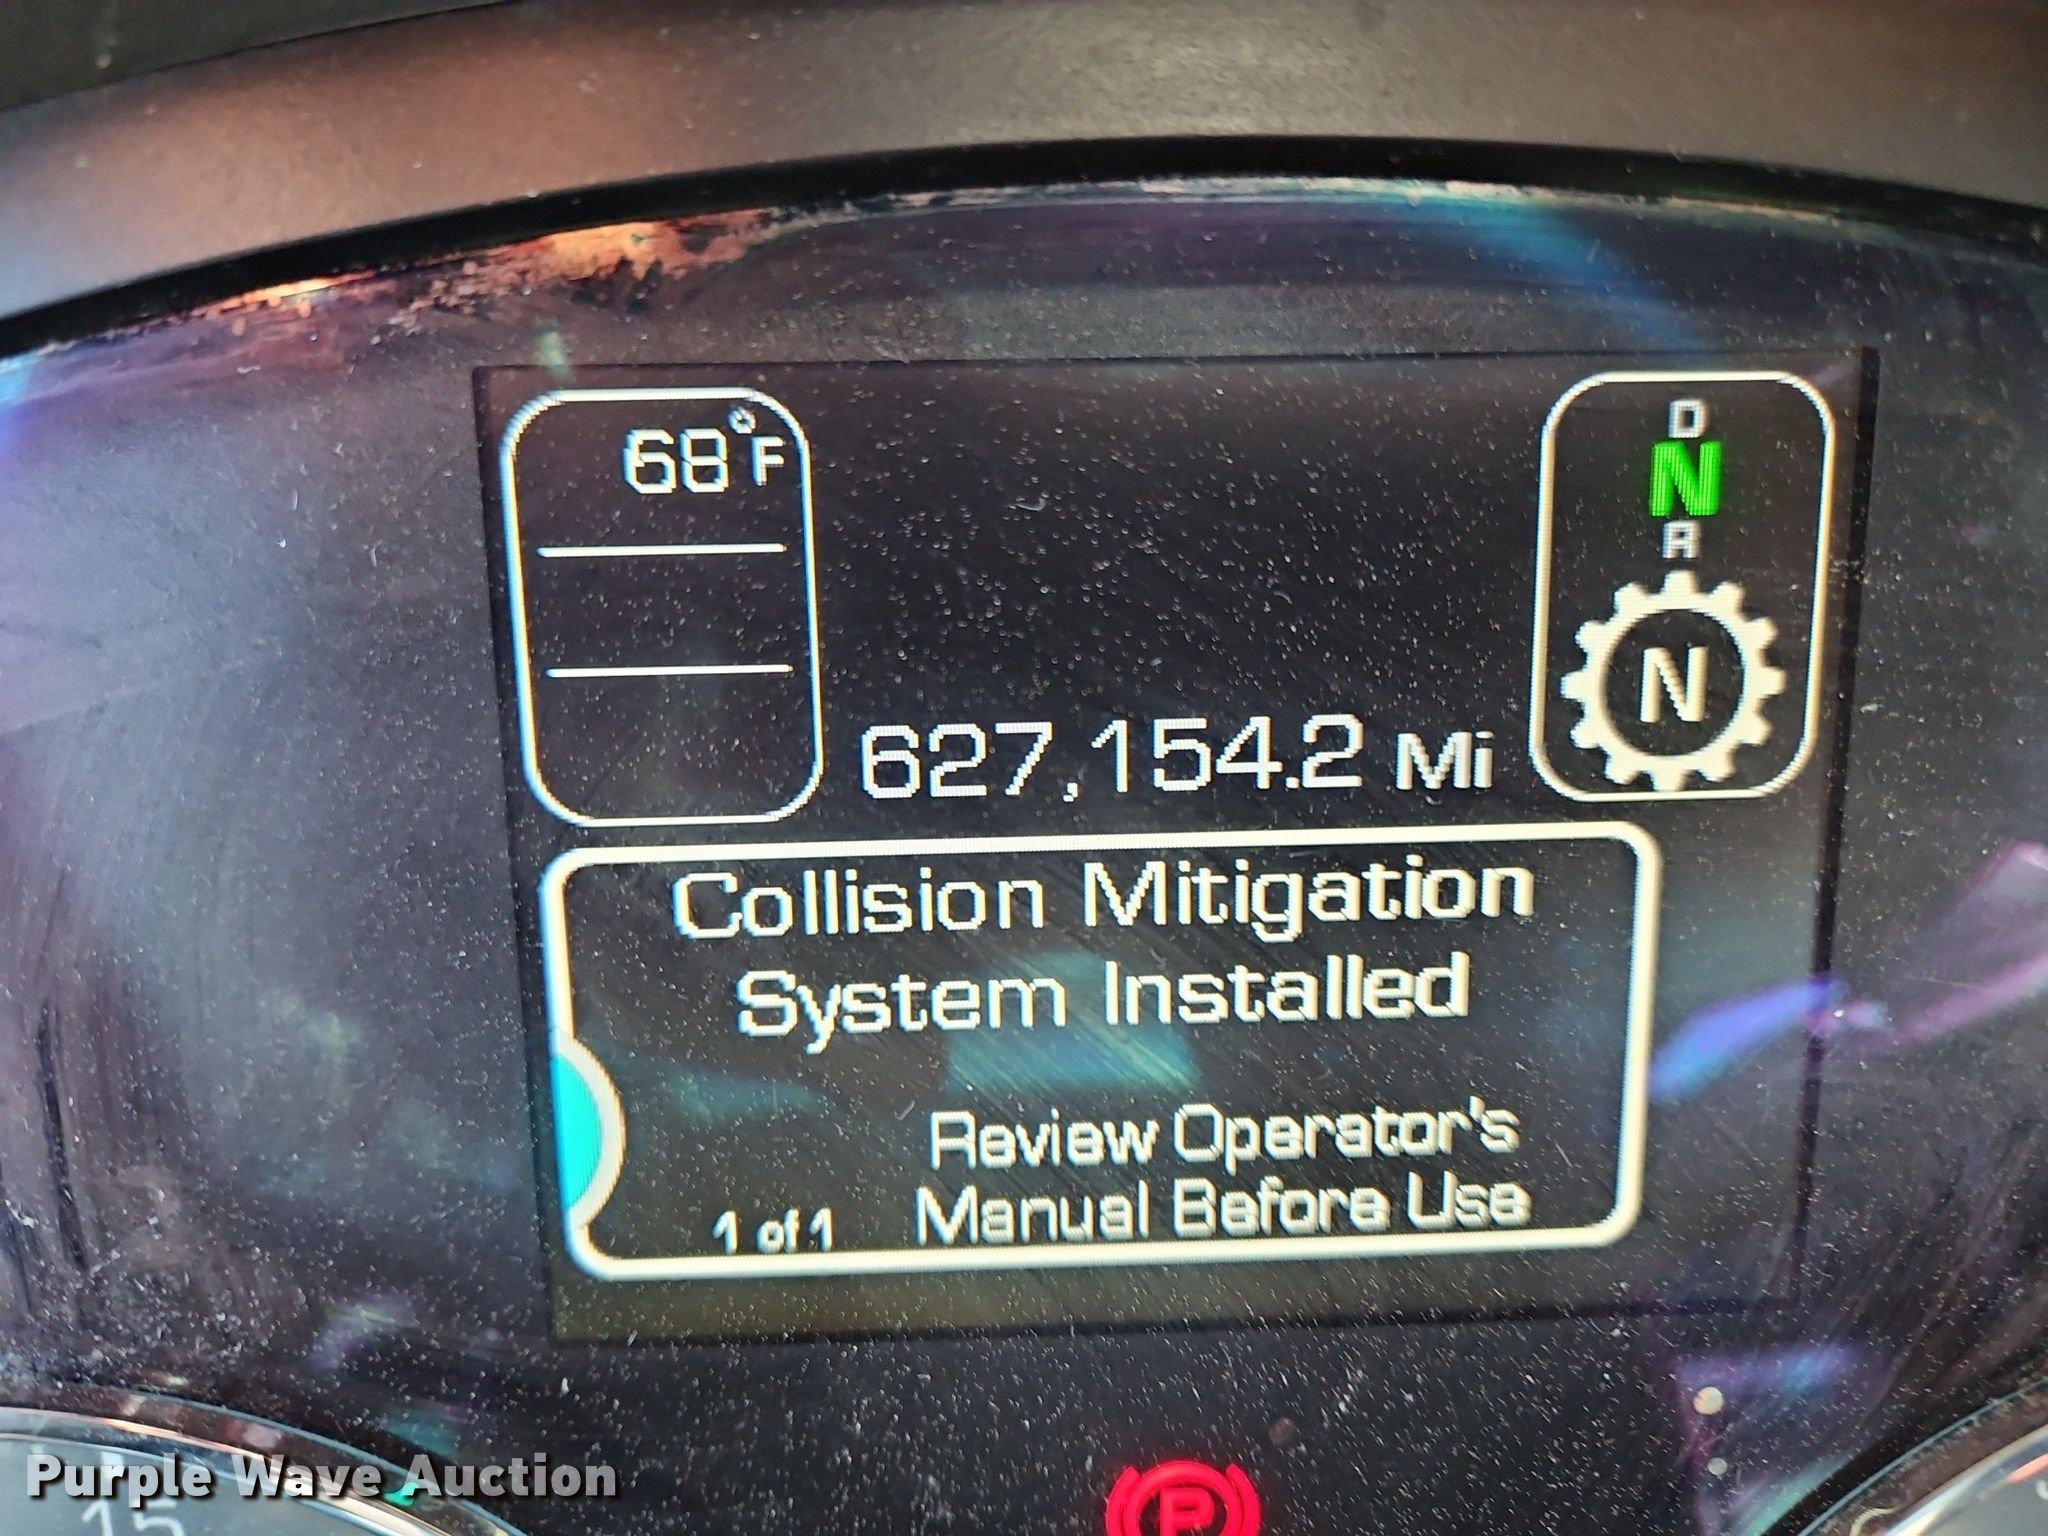 68°F
D
N
R
N
627,154.2 Mi
Collision Mitigation
System Installed
Review Operator's
1 of 1 Manual Before Use
P
Purple Wave Auction
15